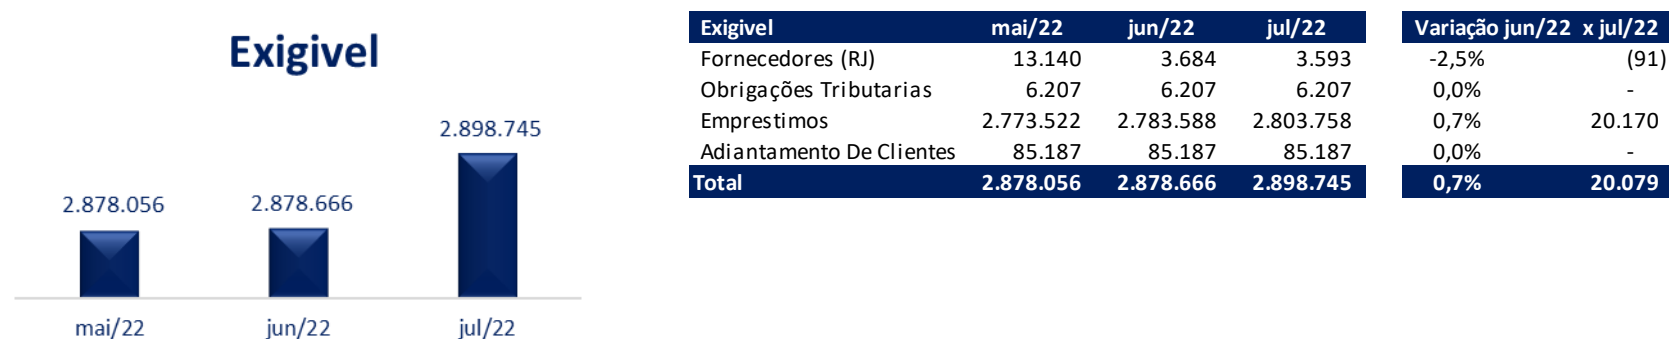 Exigivel
2.898.745
2.878.056 2.878.666
mai/22 jun/22 jul/22
Exigivel mai/22 jun/22 jul/22 Variação jun/22 x jul/22
Fornecedores (RJ) 13.140 3.684 3.593 -2,5% (91)
Obrigações Tributarias 6.207 6.207 6.207 0,0% -
Emprestimos 2.773.522 2.783.588 2.803.758 0,7% 20.170
Adiantamento De Clientes 85.187 85.187 85.187 0,0% -
Total 2.878.056 2.878.666 2.898.745 0,7% 20.079